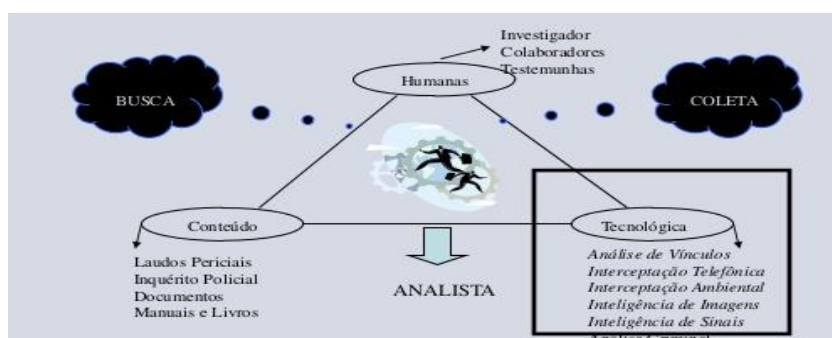 Investigador
Colaboradores
Testemunhas
Humanas
BUSCA
COLETA
Conteúdo
Tecnológica
Laudos Periciais
Inquérito Policial
Documentos
Manuais e Livros
ANALISTA
Análise de Vínculos
Interceptação Telefônica
Interceptação Ambiental
Inteligência de Imagens
Inteligência de Sinais